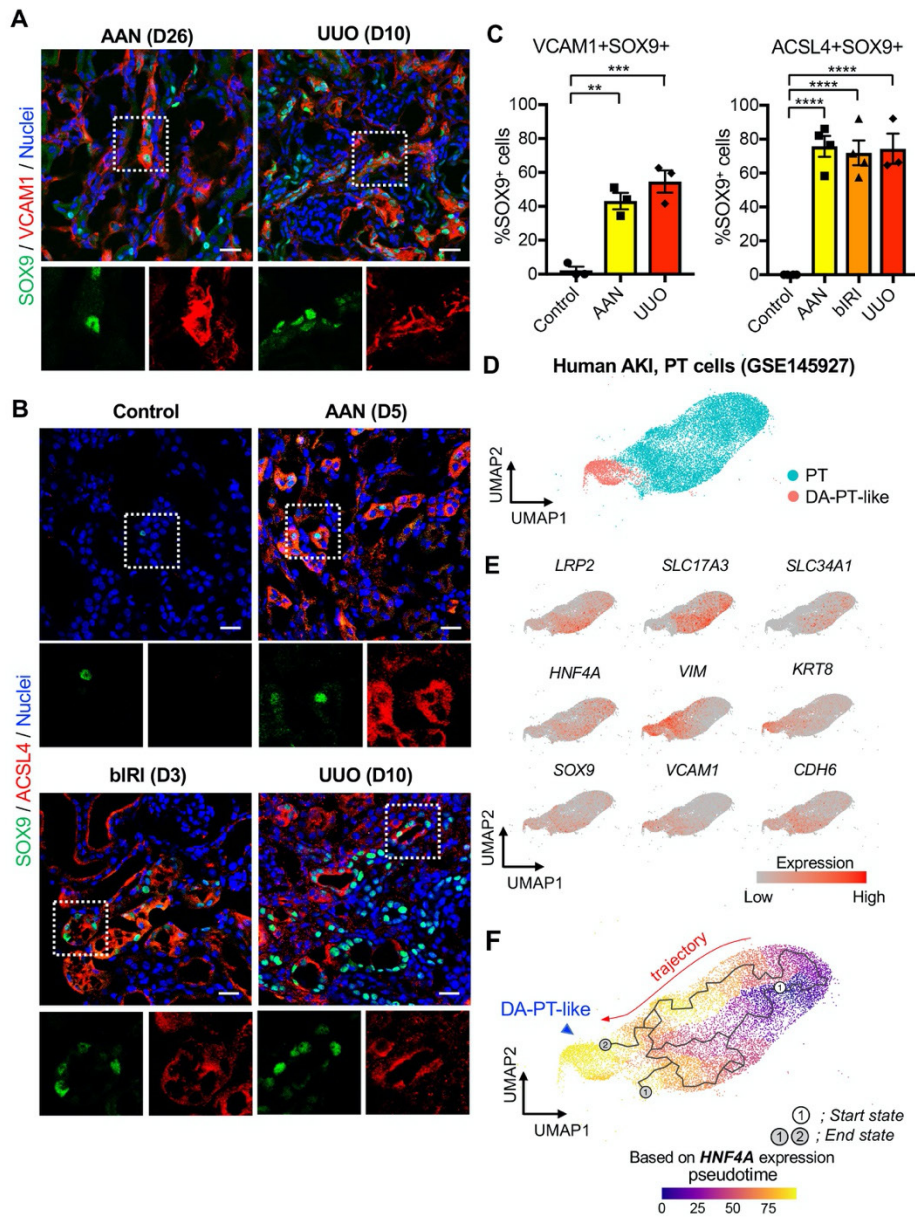 A
AAN (D26)
UUO (D10)
SOX9 / VCAM1 / Nuclei
B
Control
AAN (D5)
bIRI (D3)
UUO (D10)
SOX9 / ACSL4 / Nuclei
C
VCAM1+SOX9+
***
**
%SOX9+ cells
100
80
60
40
20
0
Control
AAN
UUO
ACSL4+SOX9+
****
****
****
%SOX9+ cells
100
80
60
40
20
0
Control
AAN
bIRI
UUO
D
Human AKI, PT cells (GSE145927)
UMAP2
UMAP1
PT
DA-PT-like
E
LRP2
SLC17A3
SLC34A1
HNF4A
VIM
KRT8
SOX9
VCAM1
CDH6
UMAP2
UMAP1
Expression
Low
High
F
trajectory
1
DA-PT-like
2
1
UMAP2
UMAP1
1 ; Start state
1 2 ; End state
Based on HNF4A expression
pseudotime
0 25 50 75